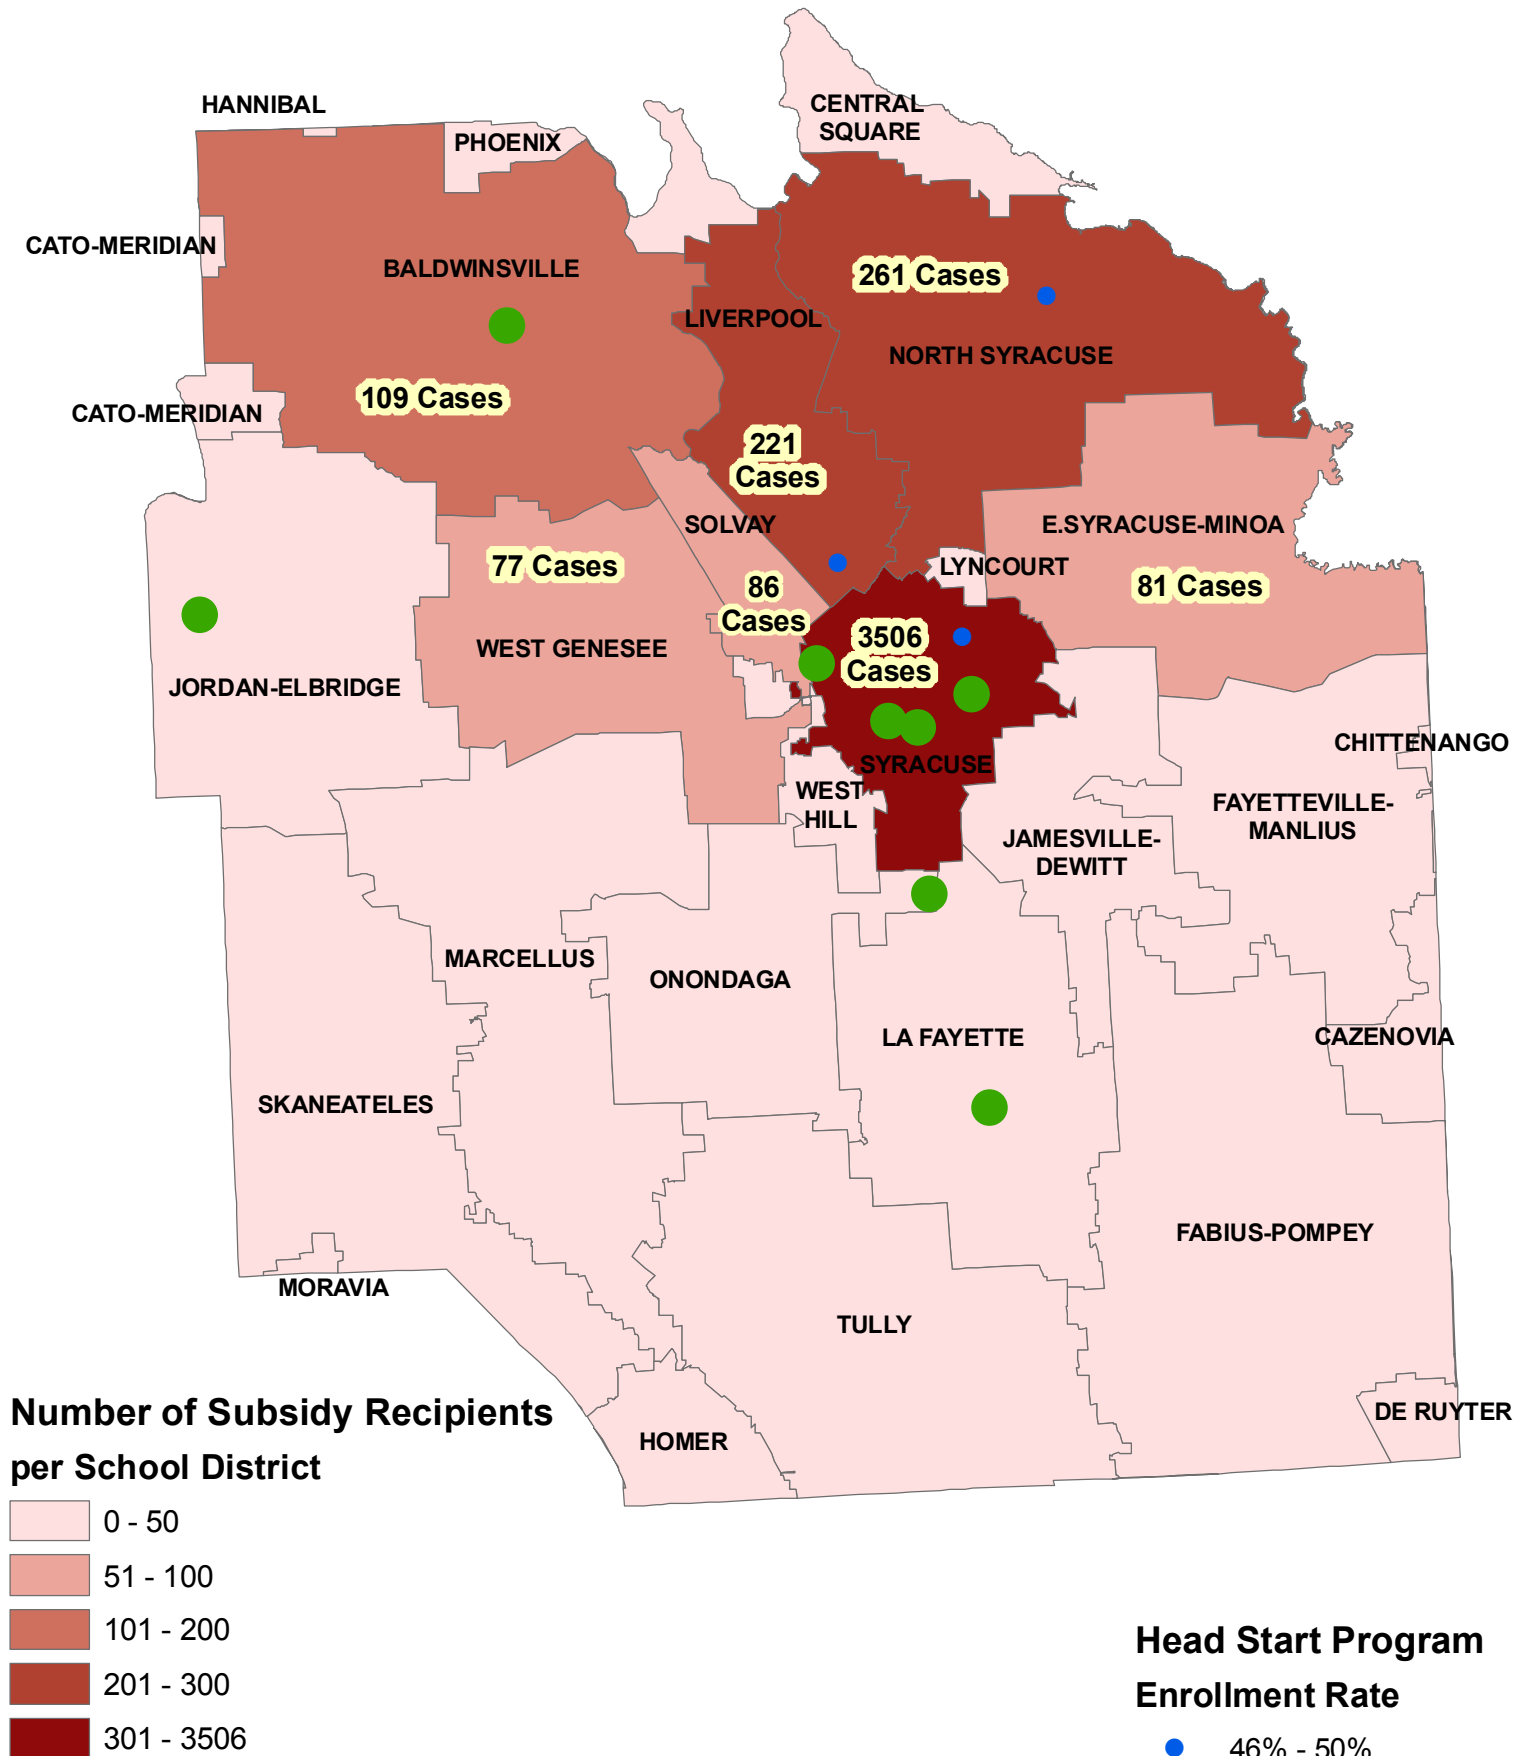 HANNIBAL
CENTRAL
SQUARE
PHOENIX
CATO-MERIDIAN
BALDWINSVILLE
261 Cases
LIVERPOOL
NORTH SYRACUSE
109 Cases
CATO-MERIDIAN
221
Cases
SOLVAY
E.SYRACUSE-MINOA
77 Cases
LYNCOURT
86
Cases
81 Cases
3506
Cases
WEST GENESEE
JORDAN-ELBRIDGE
CHITTENANGO
SYRACUSE
WEST
HILL
FAYETTEVILLE-
MANLIUS
JAMESVILLE-
DEWITT
MARCELLUS
ONONDAGA
LA FAYETTE
CAZENOVIA
SKANEATELES
FABIUS-POMPEY
MORAVIA
TULLY
DE RUYTER
HOMER
Number of Subsidy Recipients
per School District
0 - 50
51 - 100
101 - 200
201 - 300
301 - 3506
Head Start Program
Enrollment Rate
46% - 50%